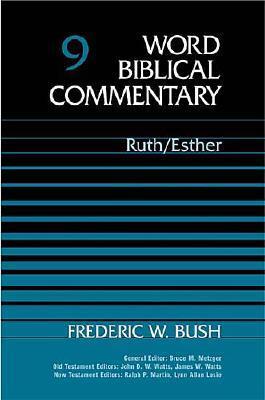 9 WORD
BIBLICAL
COMMENTARY
Ruth/Esther
FREDERIC W. BUSH
General Editor: Bruce M. Metzger
Old Testament Editors: John D. W. Watts, James W. Watts
New Testament Editors: Ralph P. Martin, Lynn Allan Losie